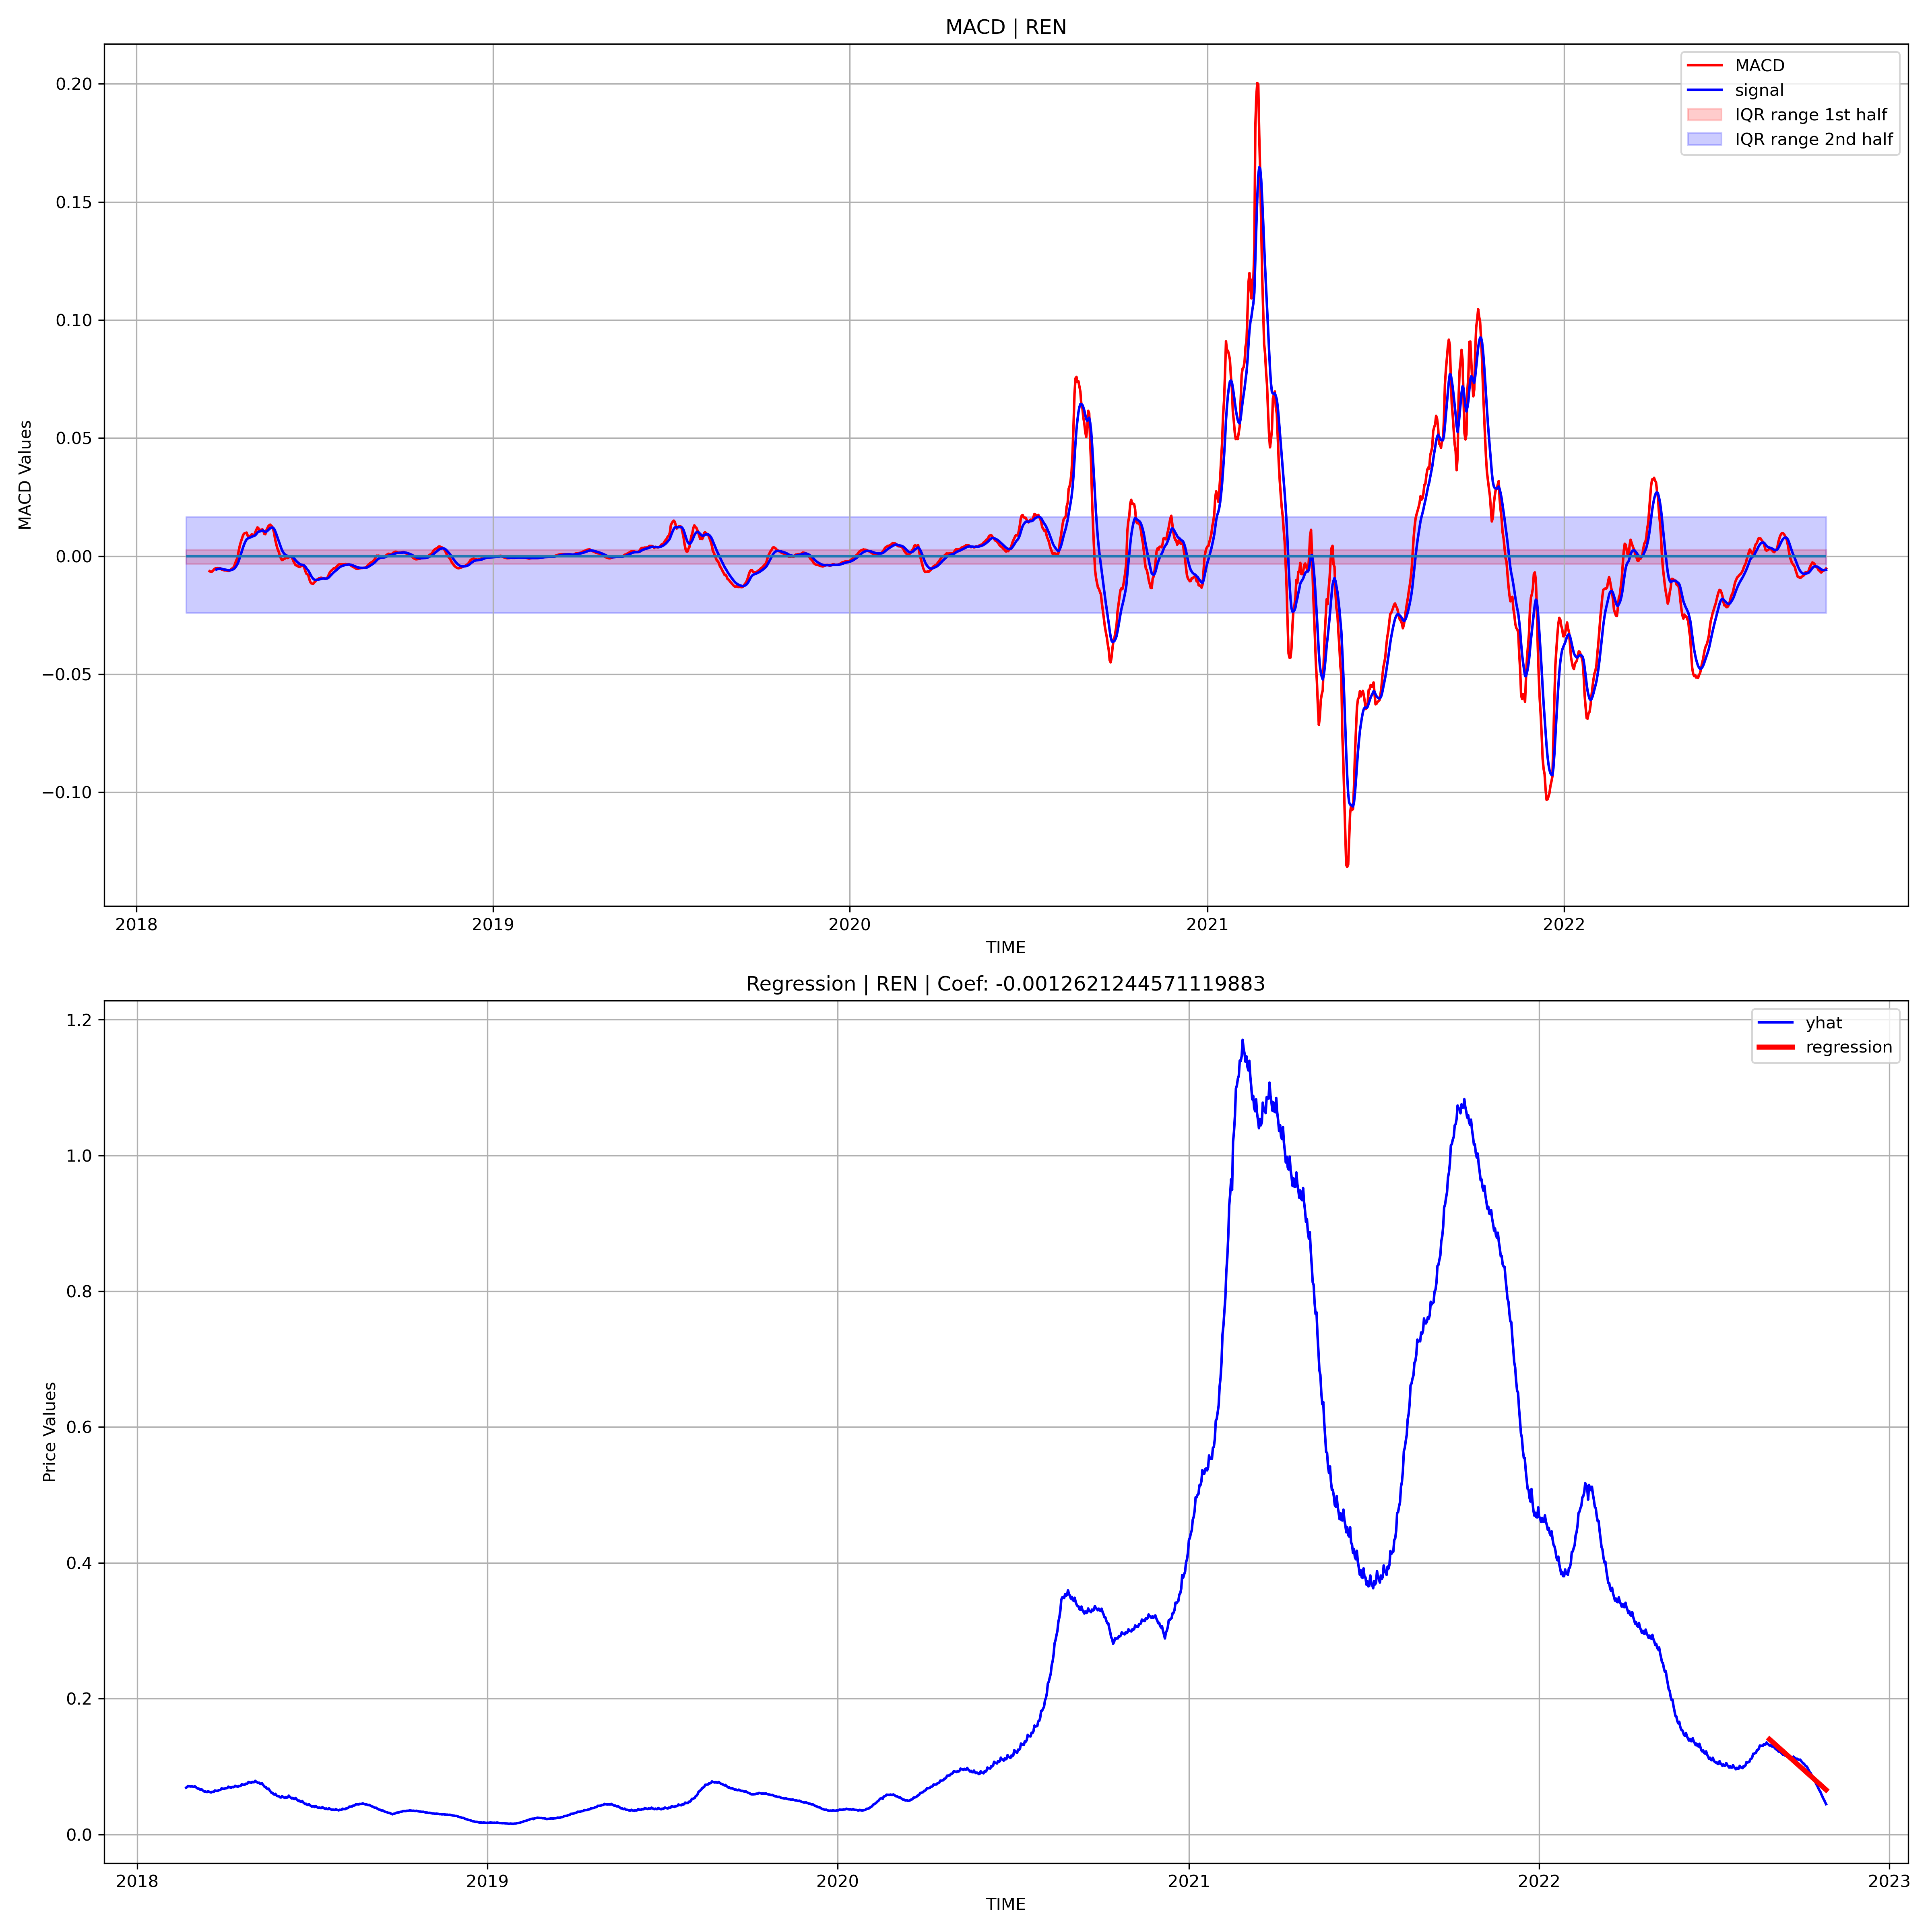 MACD | REN
MACD
signal
IQR range 1st half
IQR range 2nd half
0.20
0.15
0.10
0.05
0.00
−0.05
−0.10
MACD Values
2018 2019 2020 2021 2022
TIME
Regression | REN | Coef: -0.0012621244571119883
yhat
regression
1.2
1.0
0.8
0.6
0.4
0.2
0.0
Price Values
2018 2019 2020 2021 2022 2023
TIME